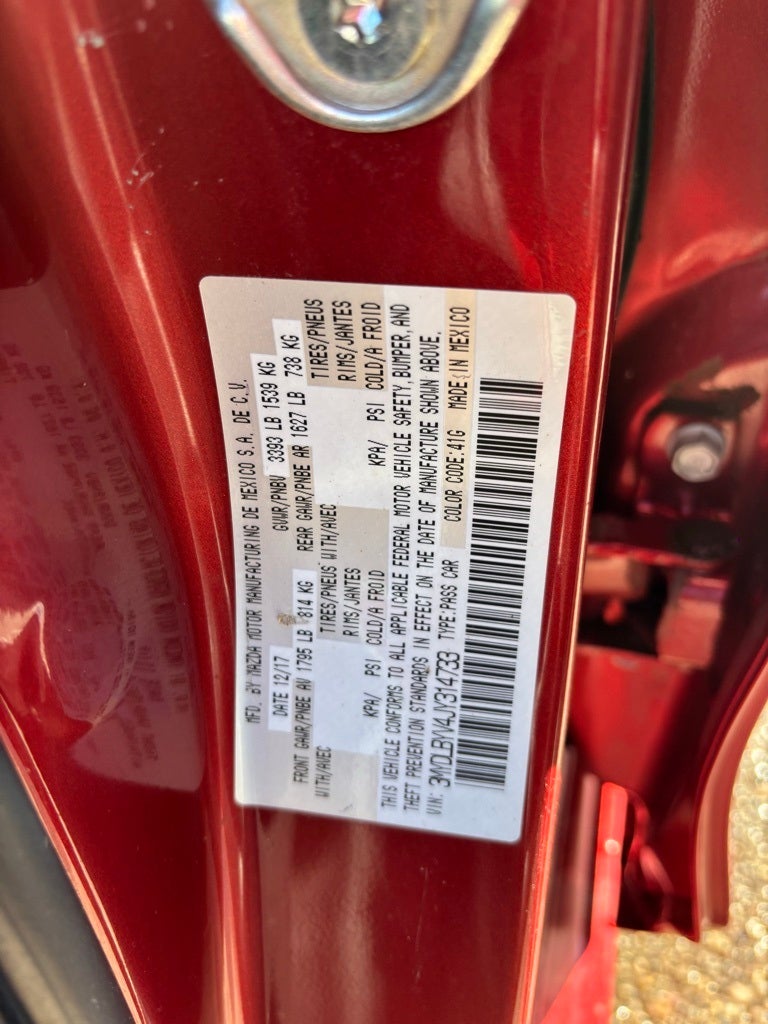 MFD. BY MAZDA MOTOR MANUFACTURING DE MEXICO S.A. DE C.V.
DATE 12/17 GVWR/PNBV 3393 LB 1539 KG
FRONT GAWR/PNBE AV 1795 LB 814 KG REAR GAWR/PNBE AR 1627 LB 738 KG
WITH/AVEC TIRES/PNEUS WITH/AVEC TIRES/PNEUS
RIMS/JANTES RIMS/JANTES
KPA/ PSI COLD/A FROID KPA/ PSI COLD/A FROID
THIS VEHICLE CONFORMS TO ALL APPLICABLE FEDERAL MOTOR VEHICLE SAFETY, BUMPER, AND
THEFT PREVENTION STANDARDS IN EFFECT ON THE DATE OF MANUFACTURE SHOWN ABOVE.
VIN: 3MDLBW4JY314733 TYPE:PASS CAR COLOR CODE:41G MADE IN MEXICO